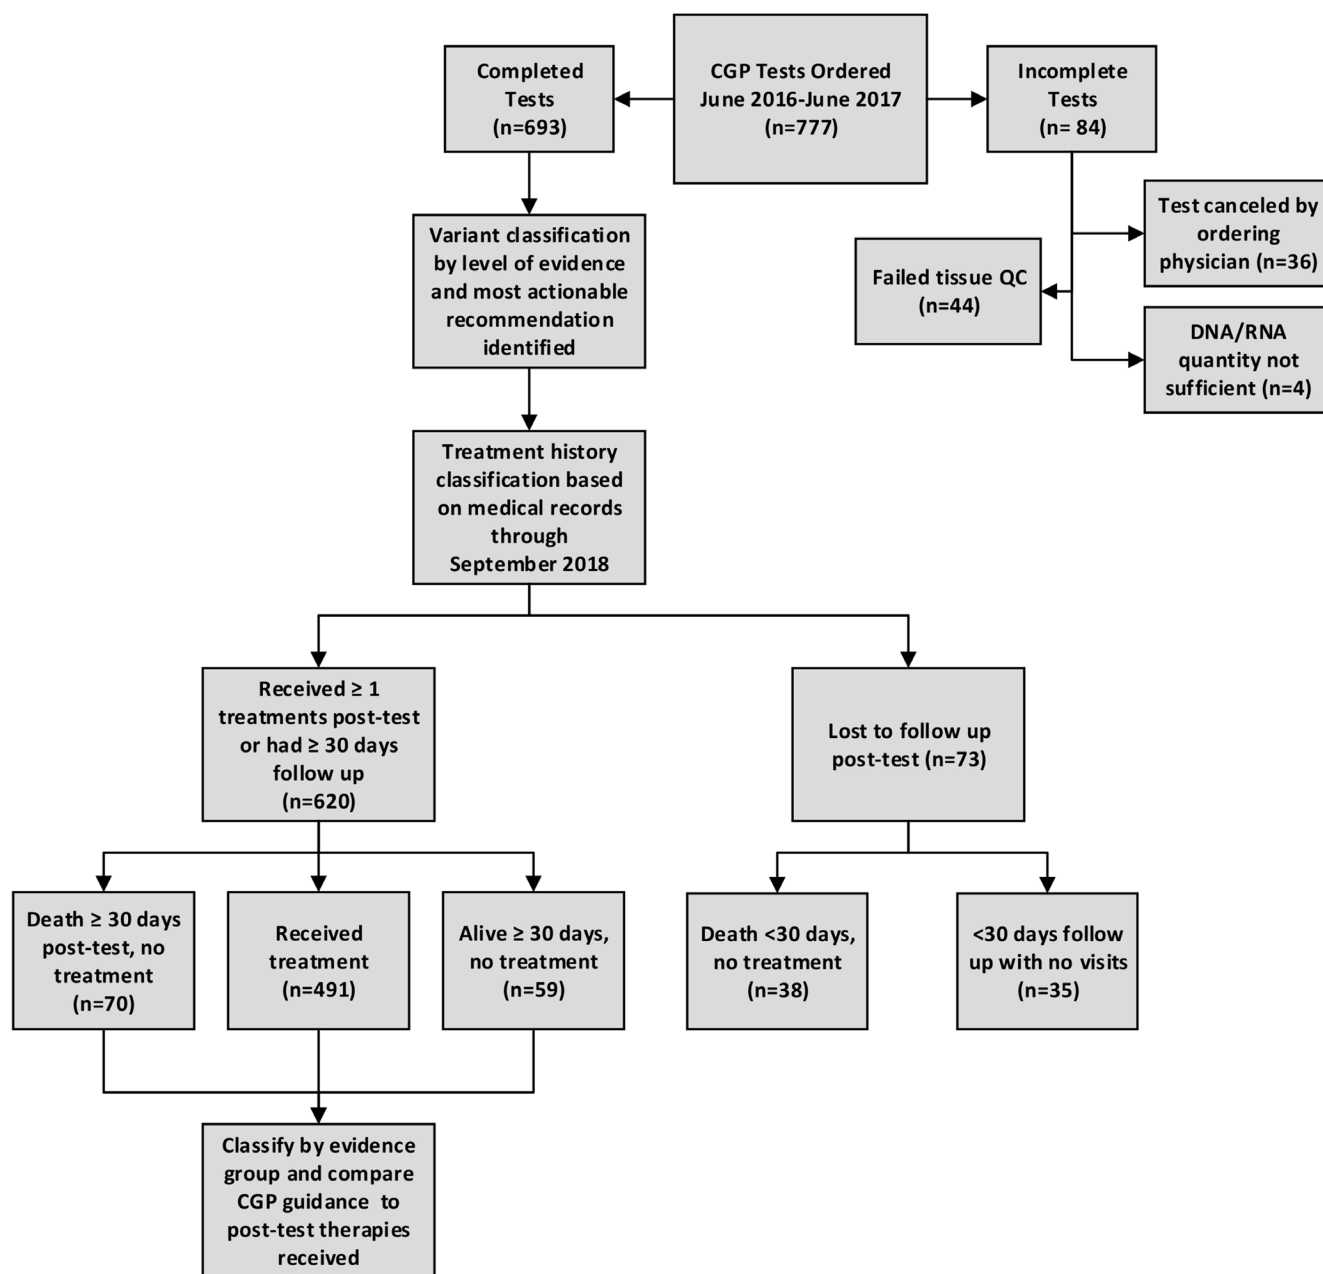 CGP Tests Ordered
June 2016-June 2017
(n=777)
Completed
Tests
(n=693)
Incomplete
Tests
(n= 84)
Test canceled by
ordering
physician (n=36)
Failed tissue QC
(n=44)
DNA/RNA
quantity not
sufficient (n=4)
Variant classification
by level of evidence
and most actionable
recommendation
identified
Treatment history
classification based
on medical records
through
September 2018
Received ≥ 1
treatments post-test
or had ≥ 30 days
follow up
(n=620)
Lost to follow up
post-test (n=73)
Death ≥ 30 days
post-test, no
treatment
(n=70)
Received
treatment
(n=491)
Alive ≥ 30 days,
no treatment
(n=59)
Death <30 days,
no treatment
(n=38)
<30 days follow
up with no visits
(n=35)
Classify by evidence
group and compare
CGP guidance to
post-test therapies
received